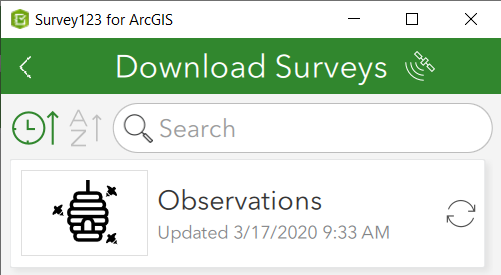 Survey123 for ArcGIS
Download Surveys
A
Z
Search
Observations
Updated 3/17/2020 9:33 AM